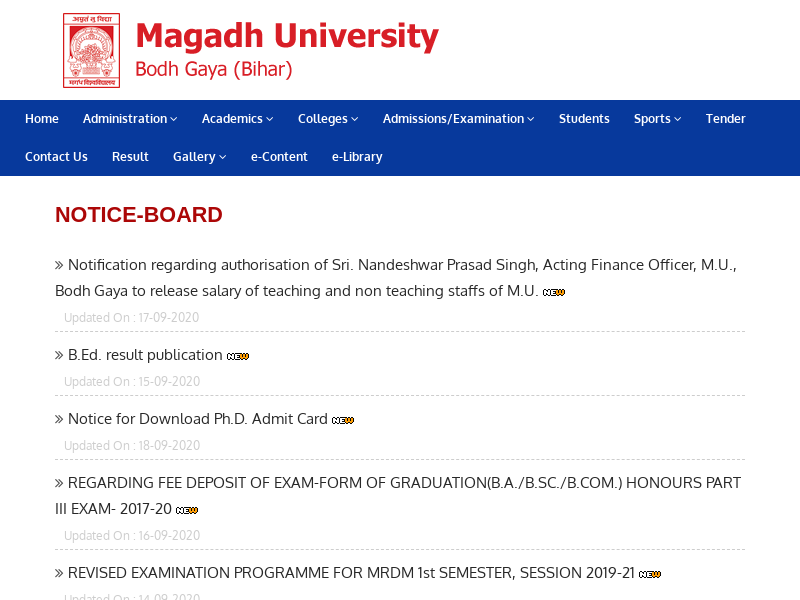 अमृतं तु विद्या
मगध विश्वविद्यालय
Magadh University
Bodh Gaya (Bihar)
Home Administration Academics Colleges Admissions/Examination Students Sports Tender
Contact Us Result Gallery e-Content e-Library
NOTICE-BOARD
» Notification regarding authorisation of Sri. Nandeshwar Prasad Singh, Acting Finance Officer, M.U.,
Bodh Gaya to release salary of teaching and non teaching staffs of M.U. NEW
Updated On : 17-09-2020
» B.Ed. result publication NEW
Updated On : 15-09-2020
» Notice for Download Ph.D. Admit Card NEW
Updated On : 18-09-2020
» REGARDING FEE DEPOSIT OF EXAM-FORM OF GRADUATION(B.A./B.SC./B.COM.) HONOURS PART
III EXAM- 2017-20 NEW
Updated On : 16-09-2020
» REVISED EXAMINATION PROGRAMME FOR MRDM 1st SEMESTER, SESSION 2019-21 NEW
Updated On : 14-09-2020